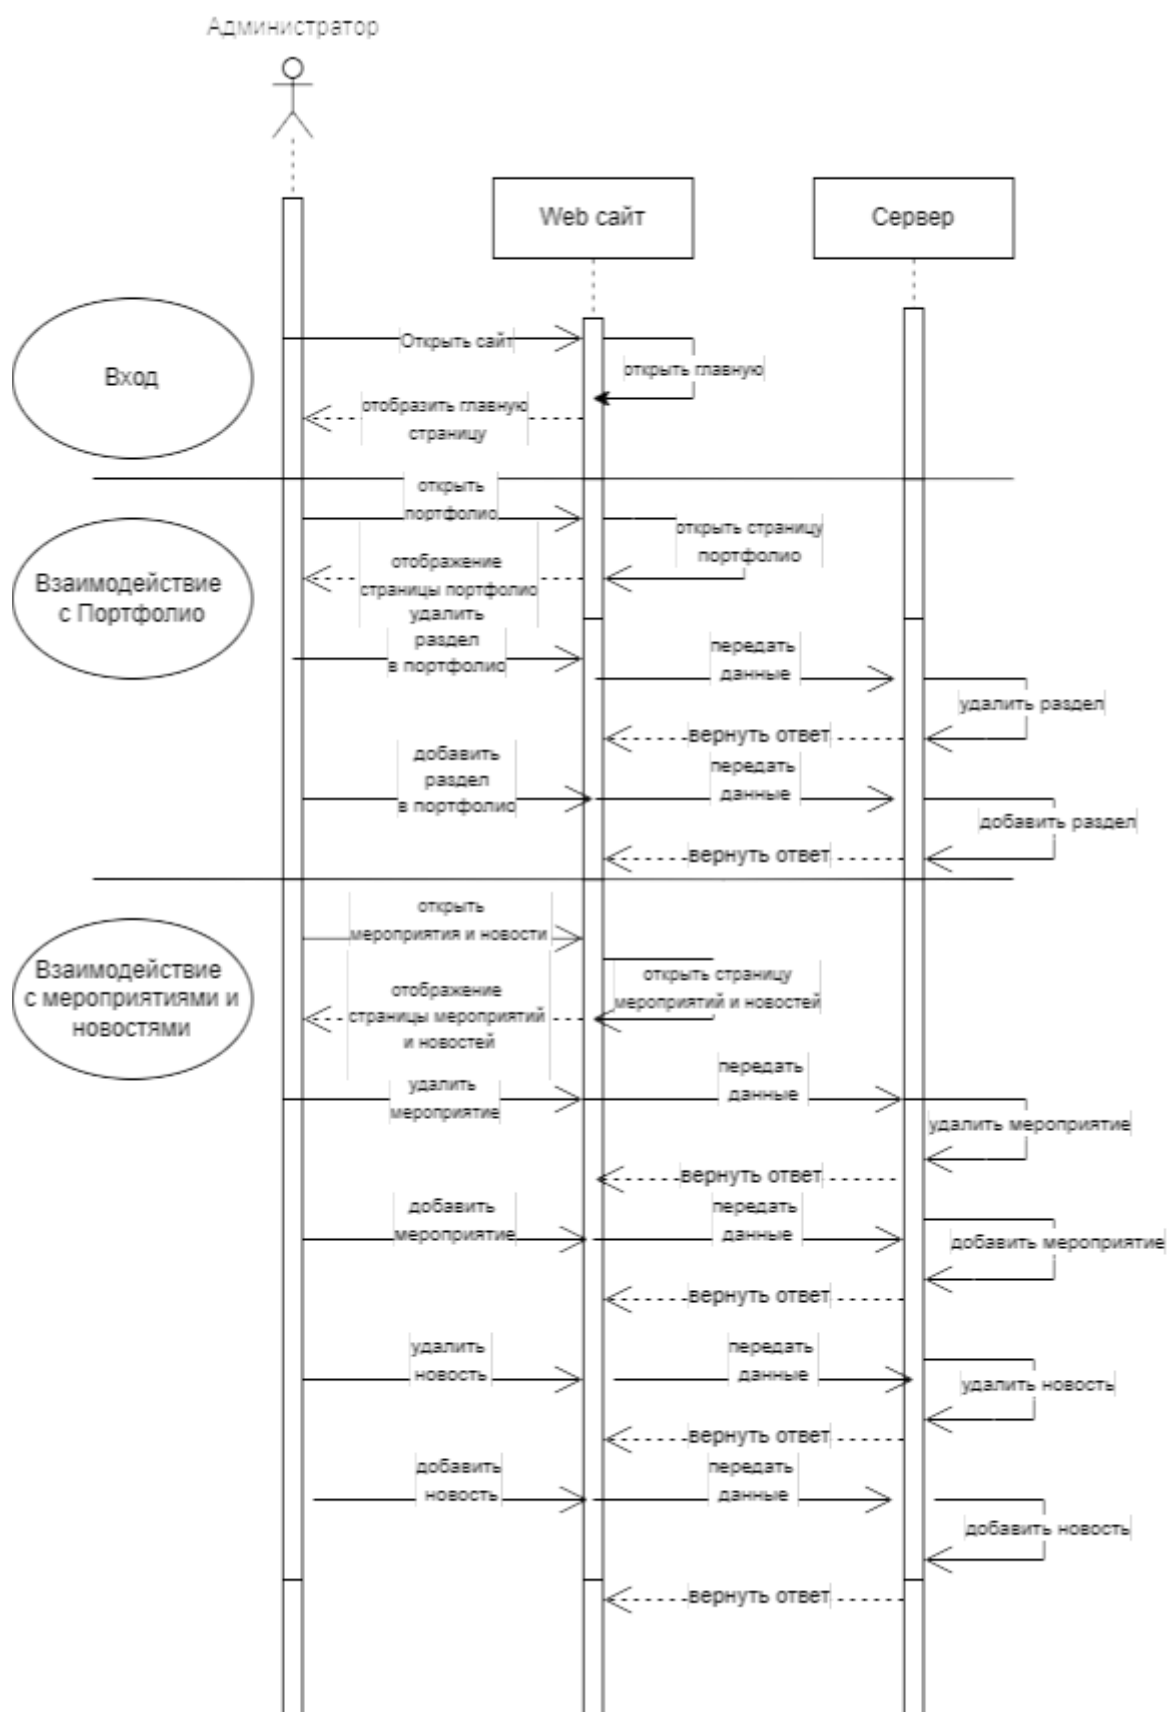 Администратор
Web сайт
Сервер
Открыть сайт
открыть главную
Вход
отобразить главную
страницу
открыть
портфолио
открыть страницу
портфолио
отображение
страницы портфолио
Взаимодействие
с Портфолио
удалить
раздел
в портфолио
передать
данные
удалить раздел
вернуть ответ
добавить
раздел
в портфолио
передать
данные
добавить раздел
вернуть ответ
открыть
мероприятия и новости
Взаимодействие
с мероприятиями и
новостями
открыть страницу
мероприятий и новостей
отображение
страницы мероприятий
и новостей
удалить
мероприятие
передать
данные
удалить мероприятие
вернуть ответ
добавить
мероприятие
передать
данные
добавить мероприятие
вернуть ответ
удалить
новость
передать
данные
удалить новость
вернуть ответ
добавить
новость
передать
данные
добавить новость
вернуть ответ